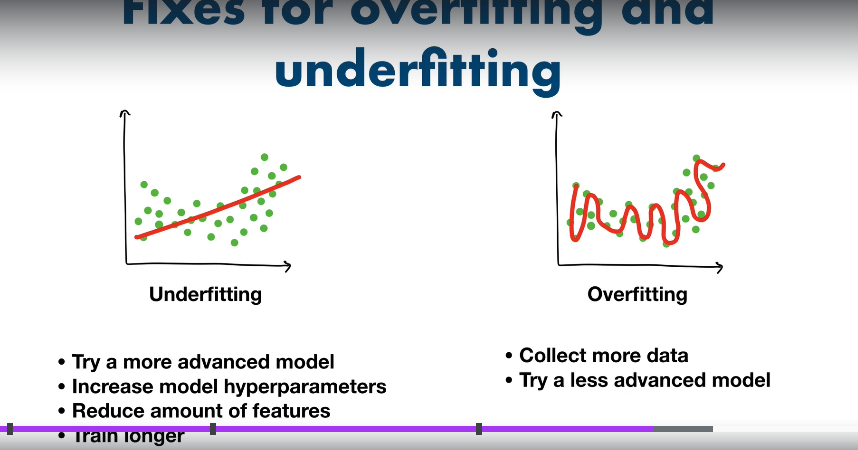 Fixes for overfitting and
underfitting
Underfitting
• Try a more advanced model
• Increase model hyperparameters
• Reduce amount of features
• Train longer
Overfitting
• Collect more data
• Try a less advanced model